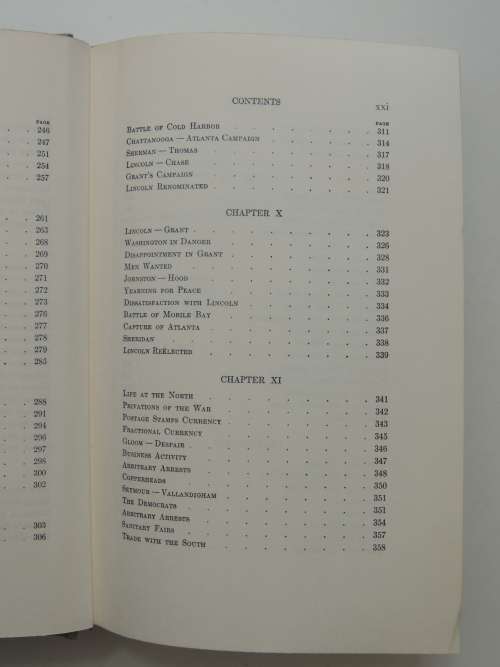 PAGE
. . 246
. . 247
. . 251
. . 254
. . 257
. . 261
. . 263
. . 268
. . 269
. . 270
. . 271
. . 272
. . 273
. . 276
. . 277
. . 278
. . 279
. . 285
. . 288
. . 291
. . 294
. . 295
. . 297
. . 298
. . 300
. . 302
. . 303
. . 306
CONTENTS
xxi
PAGE
BATTLE OF COLD HARBOR . . . . . . 311
CHATTANOOGA — ATLANTA CAMPAIGN . . . . . 314
SHERMAN — THOMAS . . . . . . . 317
LINCOLN — CHASE . . . . . . . 318
GRANT'S CAMPAIGN . . . . . . . 320
LINCOLN RENOMINATED . . . . . . . 321
CHAPTER X
LINCOLN — GRANT . . . . . . . . 323
WASHINGTON IN DANGER . . . . . . . 326
DISAPPOINTMENT IN GRANT . . . . . . 328
MEN WANTED . . . . . . . . 331
JOHNSTON — HOOD . . . . . . . 332
YEARNING FOR PEACE . . . . . . . 333
DISSATISFACTION WITH LINCOLN . . . . . . 334
BATTLE OF MOBILE BAY . . . . . . . 336
CAPTURE OF ATLANTA . . . . . . . 337
SHERIDAN . . . . . . . . . 338
LINCOLN REËLECTED . . . . . . . 339
CHAPTER XI
LIFE AT THE NORTH . . . . . . . 341
PRIVATIONS OF THE WAR . . . . . . . 342
POSTAGE STAMPS CURRENCY . . . . . . 343
FRACTIONAL CURRENCY . . . . . . . 345
GLOOM — DESPAIR . . . . . . . . 346
BUSINESS ACTIVITY . . . . . . . 347
ARBITRARY ARRESTS . . . . . . . 348
COPPERHEADS . . . . . . . . 350
SEYMOUR — VALLANDIGHAM . . . . . . 351
THE DEMOCRATS . . . . . . . . 351
ARBITRARY ARRESTS . . . . . . . 354
SANITARY FAIRS . . . . . . . . 357
TRADE WITH THE SOUTH . . . . . . . 358